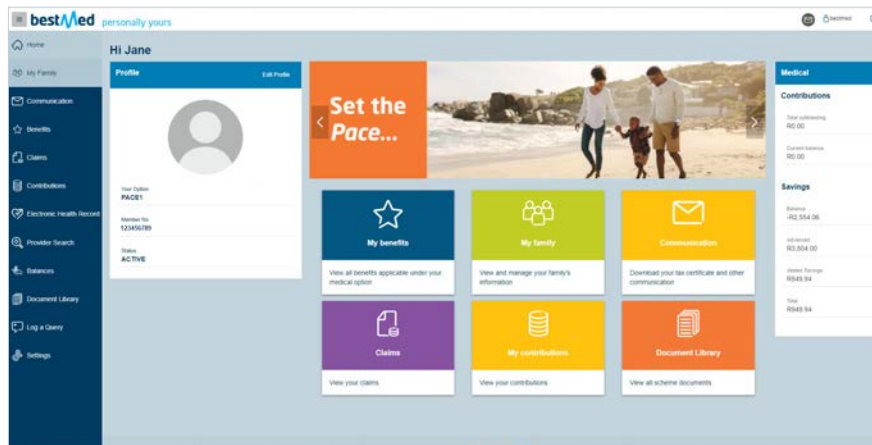 bestMed personally yours
bestmed
Home
My Family
Communication
Benefits
Claims
Contributions
Electronic Health Record
Provider Search
Balances
Document Library
Log a Query
Settings
Hi Jane
Profile
Edit Profile
Your Option
PACE1
Member No
123456789
Status
ACTIVE
Set the
Pace...
My benefits
View all benefits applicable under your
medical option
My family
View and manage your family's
information
Communication
Download your tax certificate and other
communication
Claims
View your claims
My contributions
View your contributions
Document Library
View all scheme documents
Medical
Contributions
Total outstanding
R0.00
Current balance
R0.00
Savings
Balance
-R2,554.06
Advanced
R3,504.00
Vested Savings
R949.94
Total
R949.94